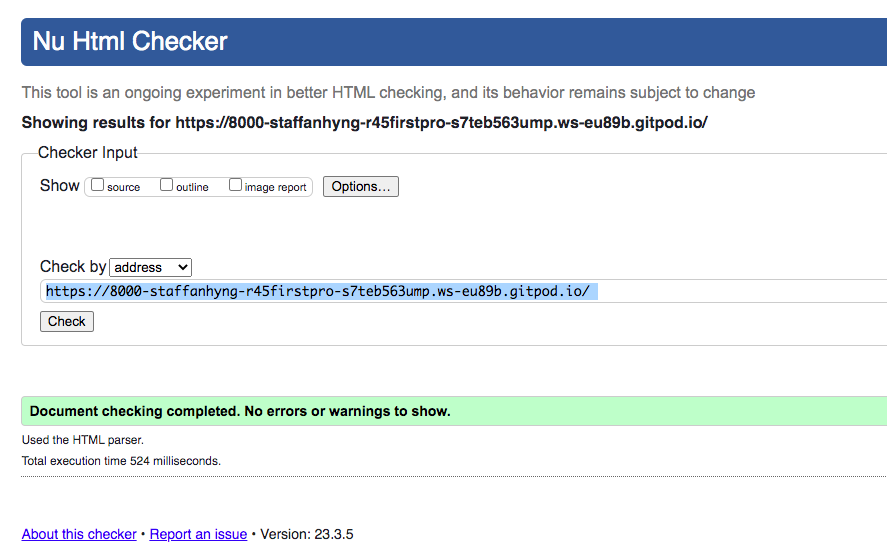 Nu Html Checker
This tool is an ongoing experiment in better HTML checking, and its behavior remains subject to change
Showing results for https://8000-staffanhyng-r45firstpro-s7teb563ump.ws-eu89b.gitpod.io/
Checker Input
Show source outline image report Options...
Check by address
https://8000-staffanhyng-r45firstpro-s7teb563ump.ws-eu89b.gitpod.io/
Check
Document checking completed. No errors or warnings to show.
Used the HTML parser.
Total execution time 524 milliseconds.
About this checker • Report an issue • Version: 23.3.5